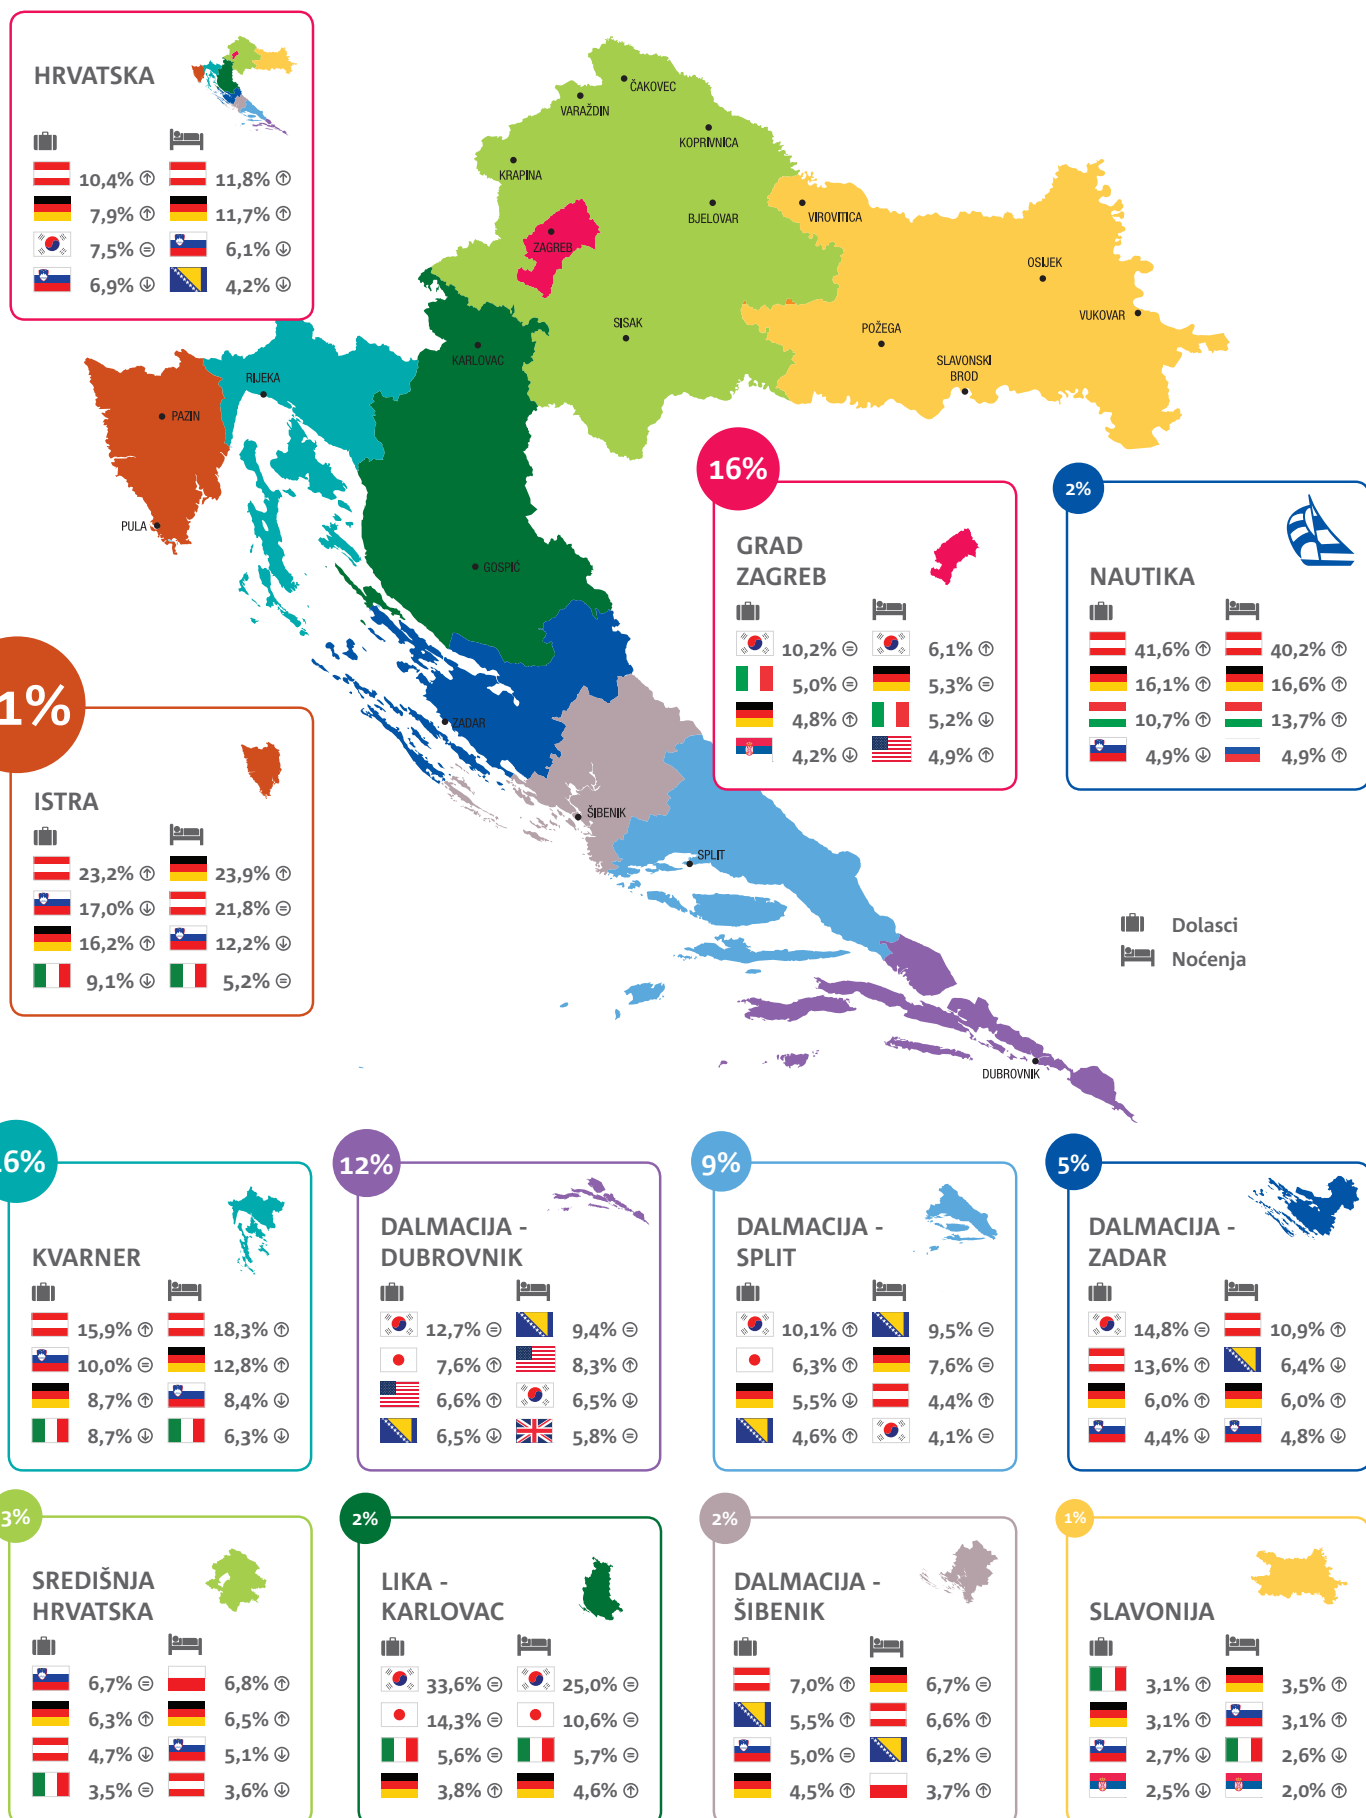 HRVATSKA
10,4% 11,8%
7,9% 11,7%
7,5% 6,1%
6,9% 4,2%
ČAKOVEC
VARAŽDIN
KOPRIVNICA
KRAPINA
BJELOVAR
VIROVITICA
ZAGREB
OSIJEK
VUKOVAR
SISAK
POŽEGA
SLAVONSKI
BROD
KARLOVAC
RIJEKA
PAZIN
PULA
GOSPIĆ
ZADAR
ŠIBENIK
SPLIT
DUBROVNIK
16%
GRAD
ZAGREB
10,2% 6,1%
5,0% 5,3%
4,8% 5,2%
4,2% 4,9%
2%
NAUTIKA
41,6% 40,2%
16,1% 16,6%
10,7% 13,7%
4,9% 4,9%
1%
ISTRA
23,2% 23,9%
17,0% 21,8%
16,2% 12,2%
9,1% 5,2%
Dolasci
Noćenja
6%
KVARNER
15,9% 18,3%
10,0% 12,8%
8,7% 8,4%
8,7% 6,3%
12%
DALMACIJA -
DUBROVNIK
12,7% 9,4%
7,6% 8,3%
6,6% 6,5%
6,5% 5,8%
9%
DALMACIJA -
SPLIT
10,1% 9,5%
6,3% 7,6%
5,5% 4,4%
4,6% 4,1%
5%
DALMACIJA -
ZADAR
14,8% 10,9%
13,6% 6,4%
6,0% 6,0%
4,4% 4,8%
3%
SREDIŠNJA
HRVATSKA
6,7% 6,8%
6,3% 6,5%
4,7% 5,1%
3,5% 3,6%
2%
LIKA -
KARLOVAC
33,6% 25,0%
14,3% 10,6%
5,6% 5,7%
3,8% 4,6%
2%
DALMACIJA -
ŠIBENIK
7,0% 6,7%
5,5% 6,6%
5,0% 6,2%
4,5% 3,7%
1%
SLAVONIJA
3,1% 3,5%
3,1% 3,1%
2,7% 2,6%
2,5% 2,0%